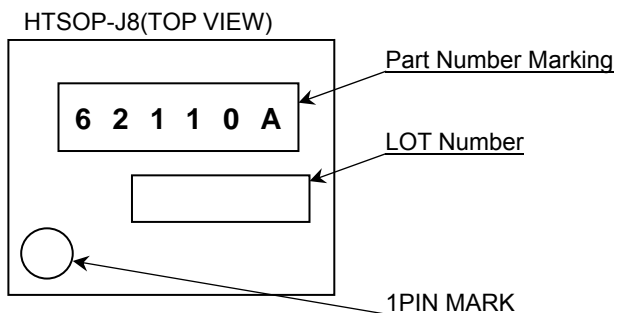 HTSOP-J8(TOP VIEW)
Part Number Marking
6 2 1 1 0 A
LOT Number
1PIN MARK